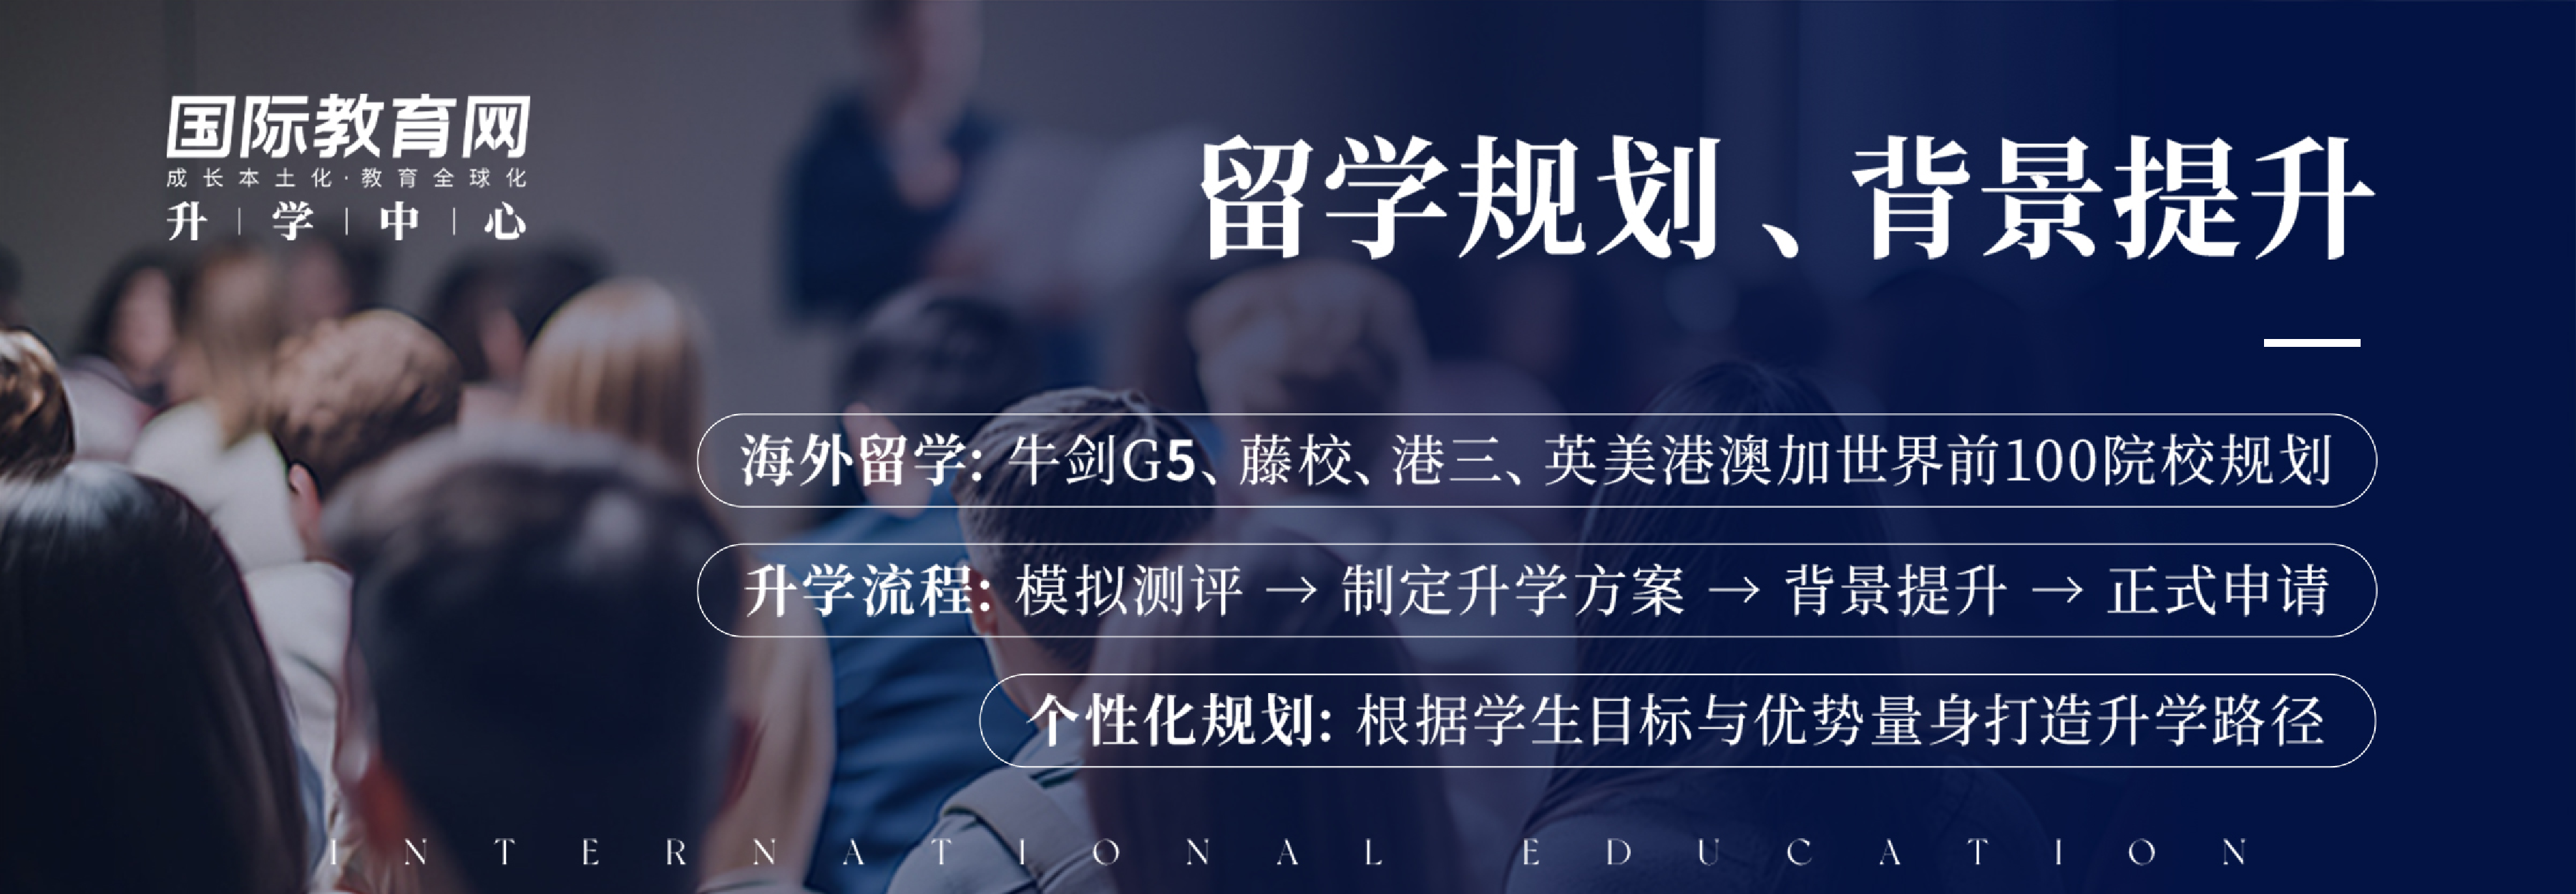 国际教育网
成长本土化·教育全球化
升|学|中|心
留学规划、背景提升
海外留学：牛剑G5、藤校、港三、英美港澳加世界前100院校规划
升学流程：模拟测评 → 制定升学方案 → 背景提升 → 正式申请
个性化规划：根据学生目标与优势量身打造升学路径
INTERNATIONAL EDUCATION